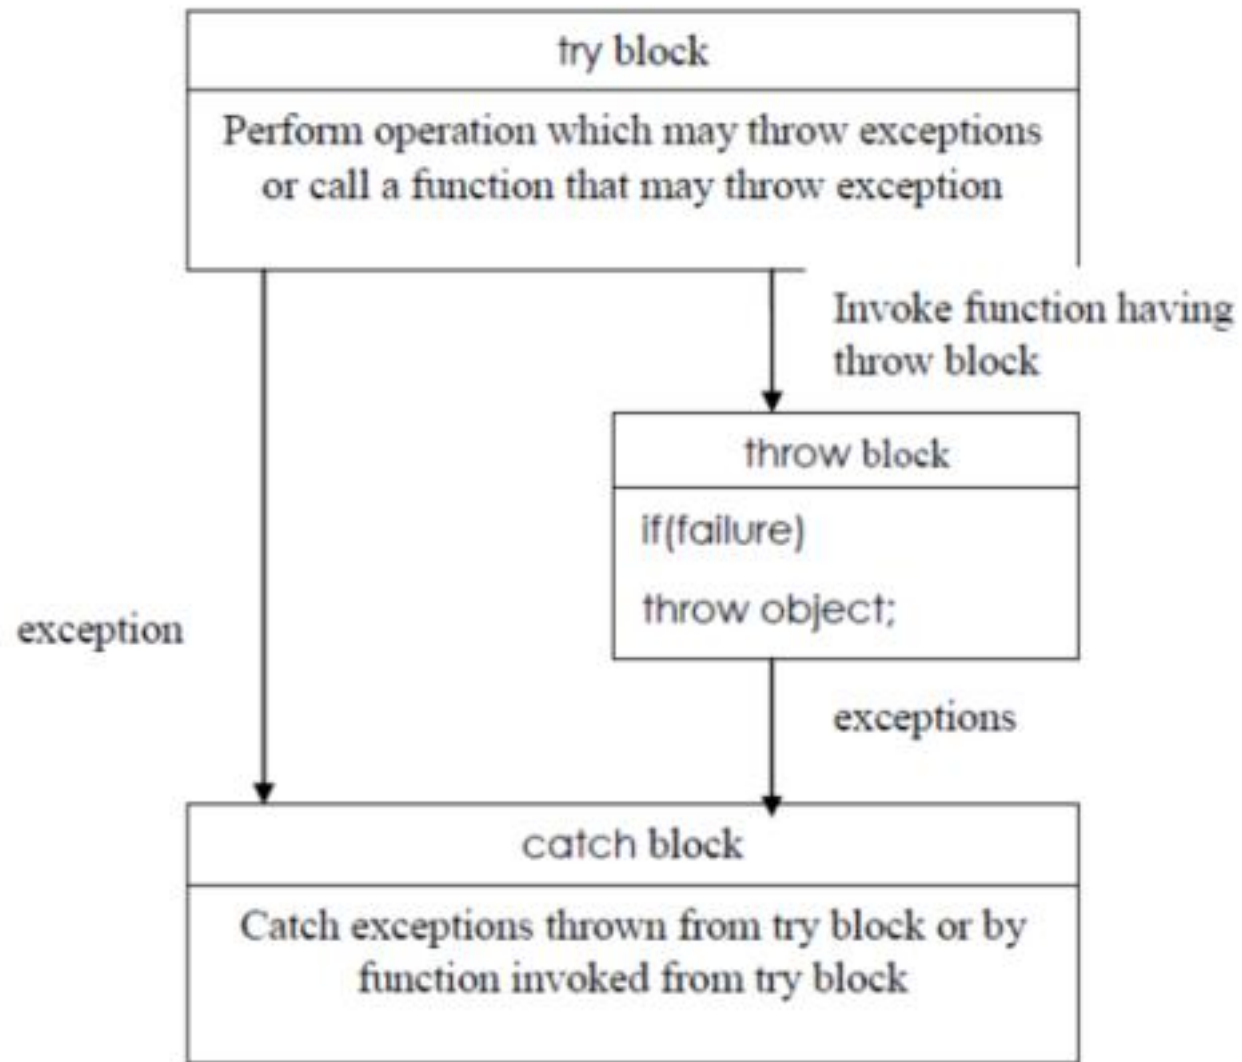 try block
Perform operation which may throw exceptions
or call a function that may throw exception
Invoke function having
throw block
throw block
if(failure)
throw object;
exception
exceptions
catch block
Catch exceptions thrown from try block or by
function invoked from try block